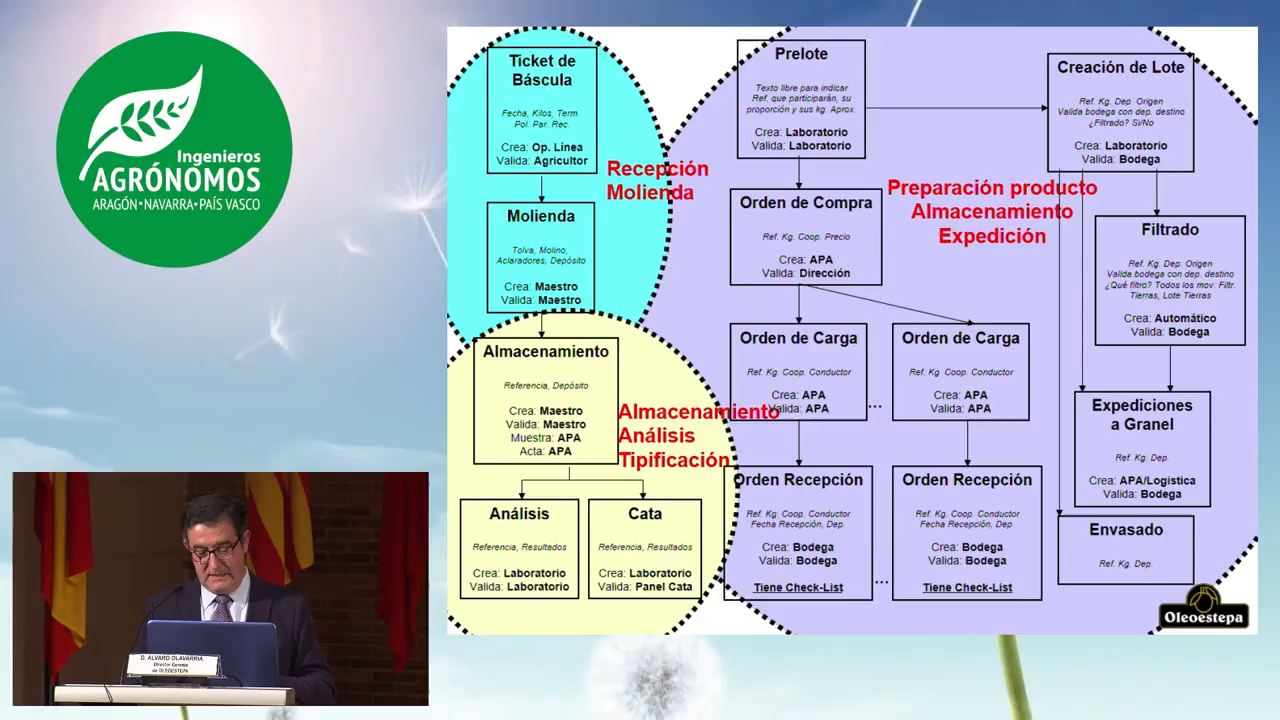 Ingenieros
AGRÓNOMOS
ARAGÓN•NAVARRA•PAÍS VASCO
Ticket de
Báscula
Fecha, Kilos, Term
Pol. Par. Rec.
Crea: Op. Linea
Valida: Agricultor
Molienda
Tolva, Molino,
Aclaradores, Depósito
Crea: Maestro
Valida: Maestro
Recepción
Molienda
Almacenamiento
Referencia, Depósito
Crea: Maestro
Valida: Maestro
Muestra: APA
Acta: APA
Almacenamiento
Análisis
Tipificación
Análisis
Referencia, Resultados
Crea: Laboratorio
Valida: Laboratorio
Cata
Referencia, Resultados
Crea: Laboratorio
Valida: Panel Cata
Prelote
Texto libre para indicar
Ref. que participarán, su
proporción y sus kg. Aprox.
Crea: Laboratorio
Valida: Laboratorio
Orden de Compra
Ref. Kg. Coop. Precio
Crea: APA
Valida: Dirección
Preparación producto
Almacenamiento
Expedición
Orden de Carga
Ref. Kg. Coop. Conductor
Crea: APA
Valida: APA
...
Orden de Carga
Ref. Kg Coop. Conductor
Crea: APA
Valida: APA
Orden Recepción
Ref. Kg. Coop. Conductor
Fecha Recepción, Dep.
Crea: Bodega
Valida: Bodega
Tiene Check-List
...
Orden Recepción
Ref. Kg. Coop. Conductor
Fecha Recepción, Dep.
Crea: Bodega
Valida: Bodega
Tiene Check-List
Creación de Lote
Ref. Kg. Dep. Origen
Valida bodega con dep. destino
¿Filtrado? Si/No
Crea: Laboratorio
Valida: Bodega
Filtrado
Ref. Kg. Dep. Origen
Valida bodega con dep. destino
¿Qué filtro? Todos los mov. Filtr.
Tierras, Lote Tierras
Crea: Automático
Valida: Bodega
Expediciones
a Granel
Ref. Kg. Dep.
Crea: APA/Logistica
Valida: Bodega
Envasado
Ref. Kg. Dep.
Oleoestepa
D. ALVARO OLAVARRIA
Director Gerente
de OLEOESTEPA